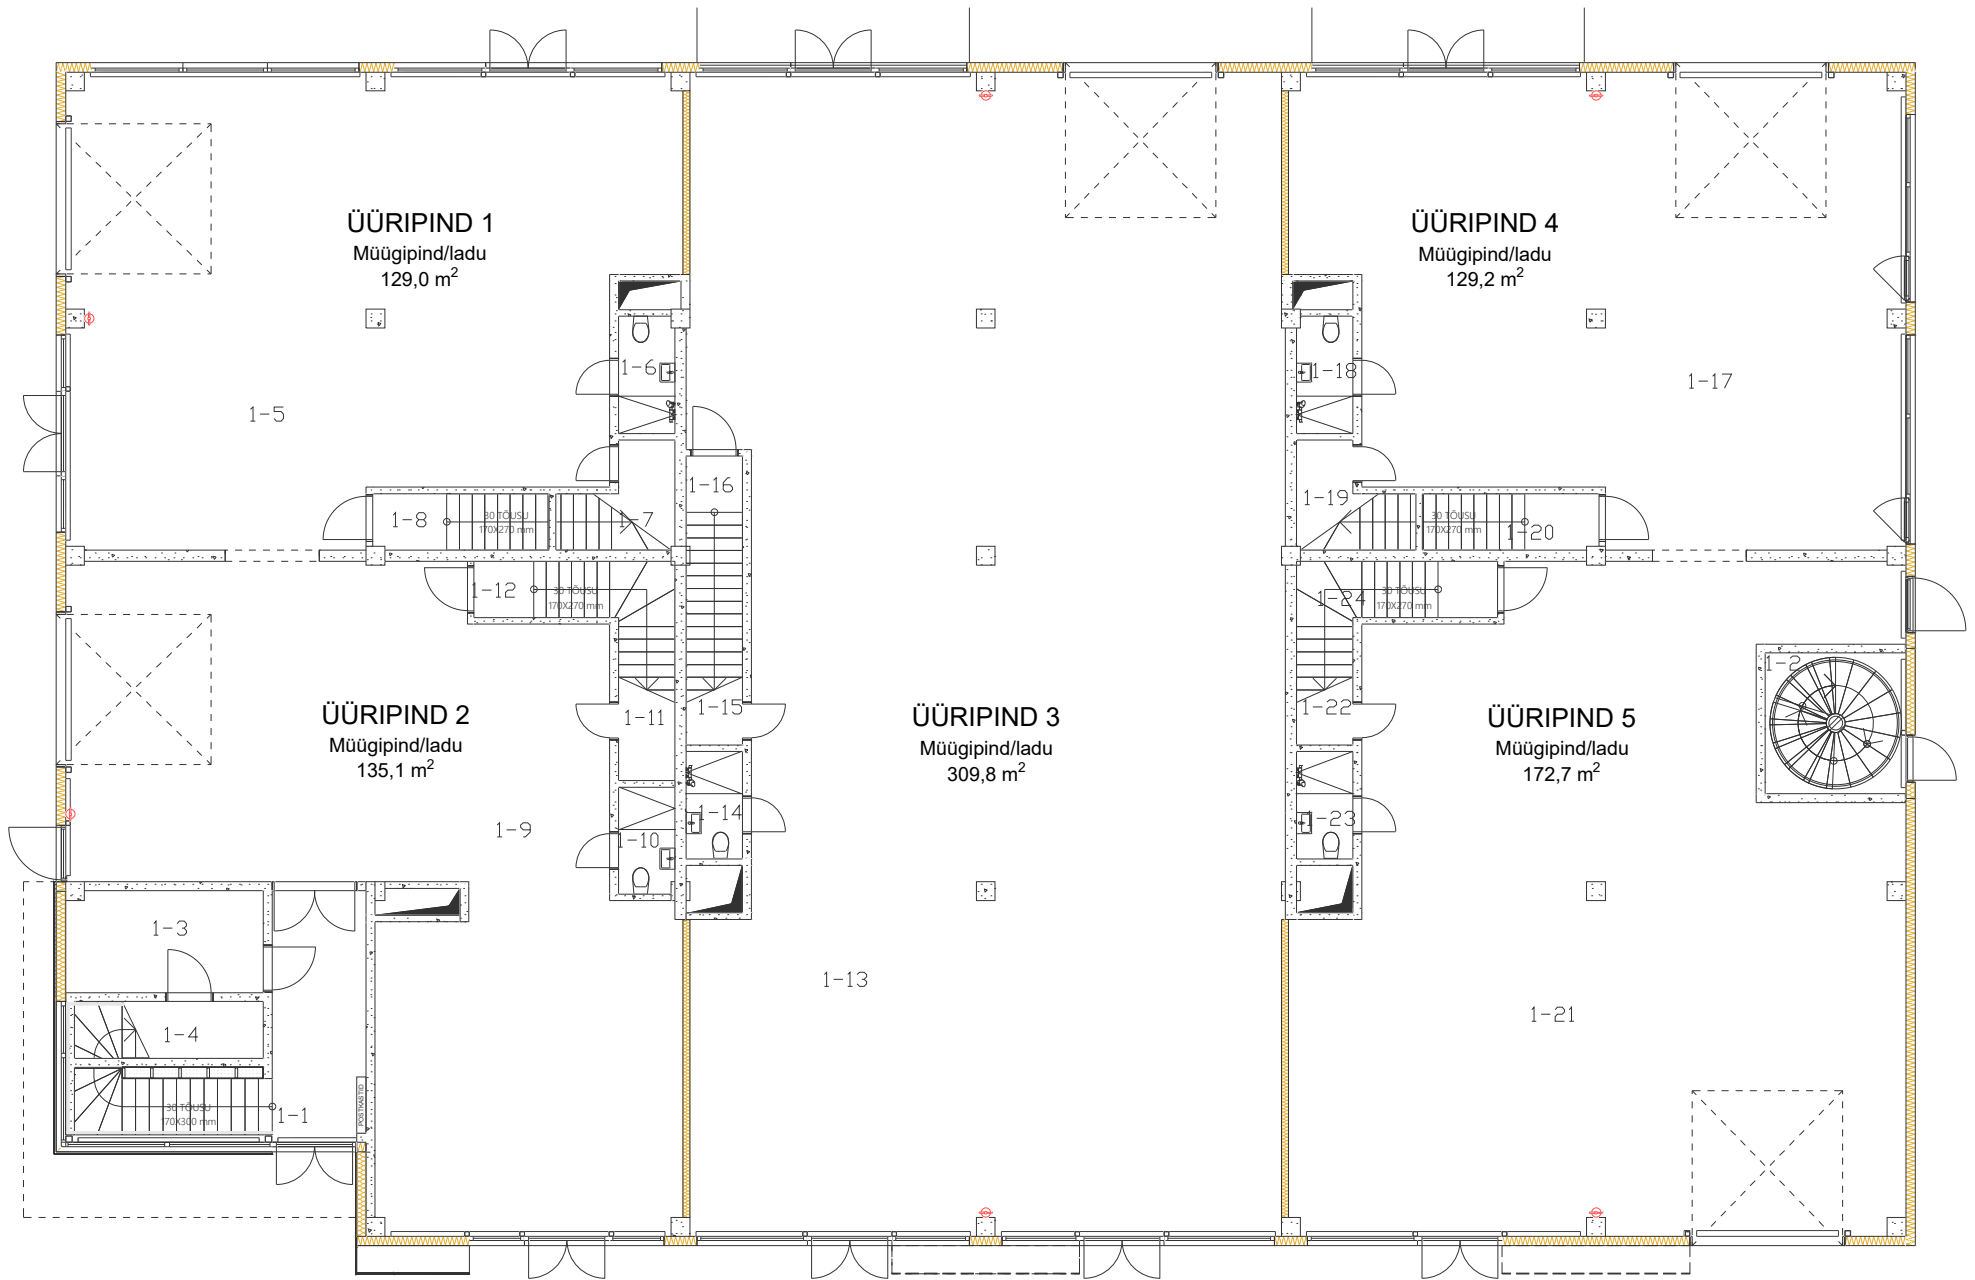 ÜÜRIPIND 1
Müügipind/ladu
129,0 m²
ÜÜRIPIND 4
Müügipind/ladu
129,2 m²
1-6
1-18
1-17
1-5
1-16
1-19
1-8
30 TÕUSU
170X270 mm
1-7
30 TÕUSU
170X270 mm
1-20
1-12
30 TÕUSU
170X270 mm
1-24
30 TÕUSU
170X270 mm
1-2
ÜÜRIPIND 2
Müügipind/ladu
135,1 m²
1-11
1-15
ÜÜRIPIND 3
Müügipind/ladu
309,8 m²
1-22
ÜÜRIPIND 5
Müügipind/ladu
172,7 m²
1-9
1-10
1-14
1-23
1-3
1-13
1-21
1-4
30 TÕUSU
170X300 mm
1-1
POSTKASTID